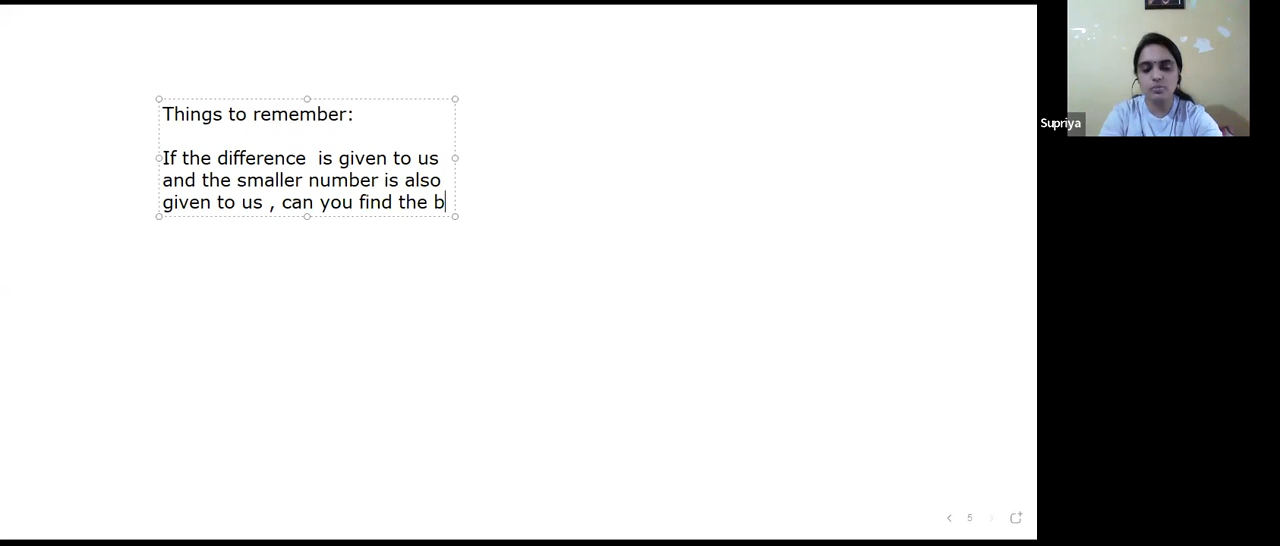 Things to remember:
If the difference  is given to us
and the smaller number is also
given to us , can you find the b
Supriya
5